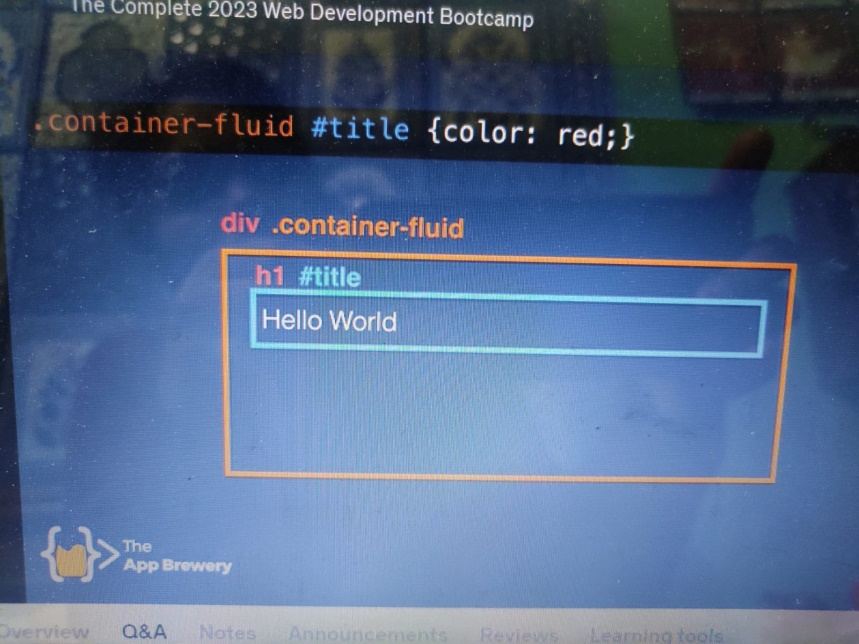 The Complete 2023 Web Development Bootcamp
.container-fluid #title {color: red;}
div .container-fluid
h1 #title
Hello World
The
App Brewery
Overview Q&A Notes Announcements Reviews Learning tools